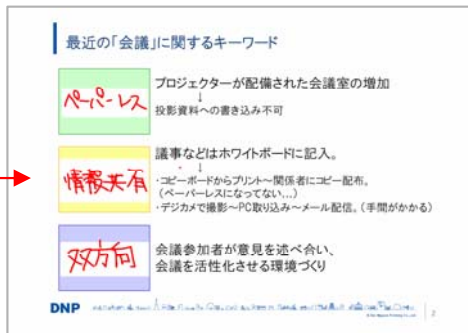 最近の「会議」に関するキーワード
ペーパーレス
プロジェクターが配備された会議室の増加
↓
投影資料への書き込み不可
情報共有
議事などはホワイトボードに記入。
↓
・コピーボードからプリント～関係者にコピー配布。
（ペーパーレスになってない...）
・デジカメで撮影～PC取り込み～メール配信。（手間がかかる）
双方向
会議参加者が意見を述べ合い、
会議を活性化させる環境づくり
DNP
2